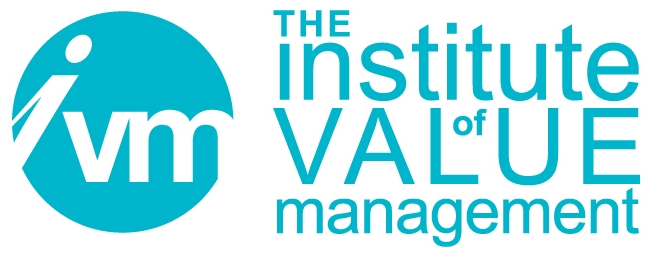 ivm
THE
institute
of
VALUE
management